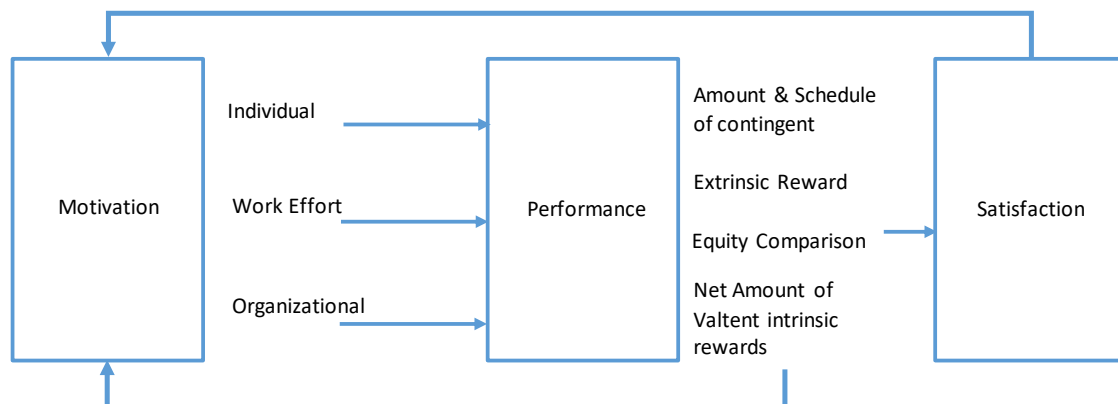 Motivation
Individual
Work Effort
Organizational
Performance
Amount & Schedule
of contingent
Extrinsic Reward
Equity Comparison
Net Amount of
Valtent intrinsic
rewards
Satisfaction